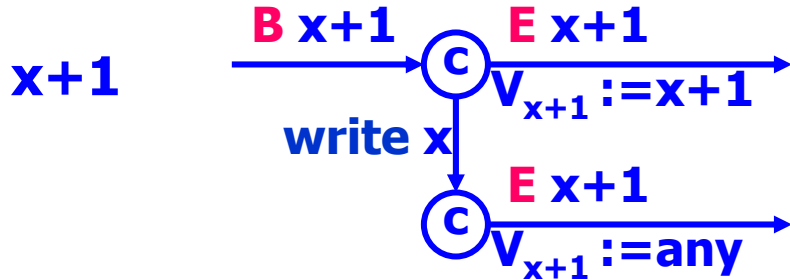 B x+1
E x+1
x+1
C
V x+1 :=x+1
write x
E x+1
C
V x+1 :=any